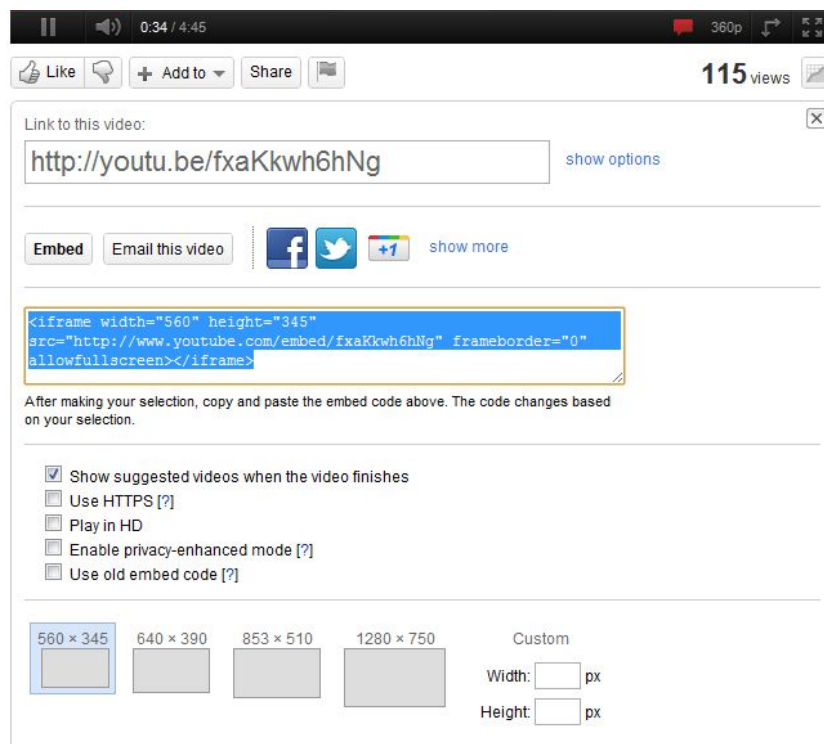 0:34 / 4:45 360p
Like Add to Share 115 views
Link to this video:
http://youtu.be/fxaKkwh6hNg show options
Embed Email this video f +1 show more
<iframe width="560" height="345"
src="http://www.youtube.com/embed/fxaKkwh6hNg" frameborder="0"
allowfullscreen></iframe>
After making your selection, copy and paste the embed code above. The code changes based
on your selection.
Show suggested videos when the video finishes
Use HTTPS [?]
Play in HD
Enable privacy-enhanced mode [?]
Use old embed code [?]
560 × 345 640 × 390 853 × 510 1280 × 750 Custom
Width: px
Height: px